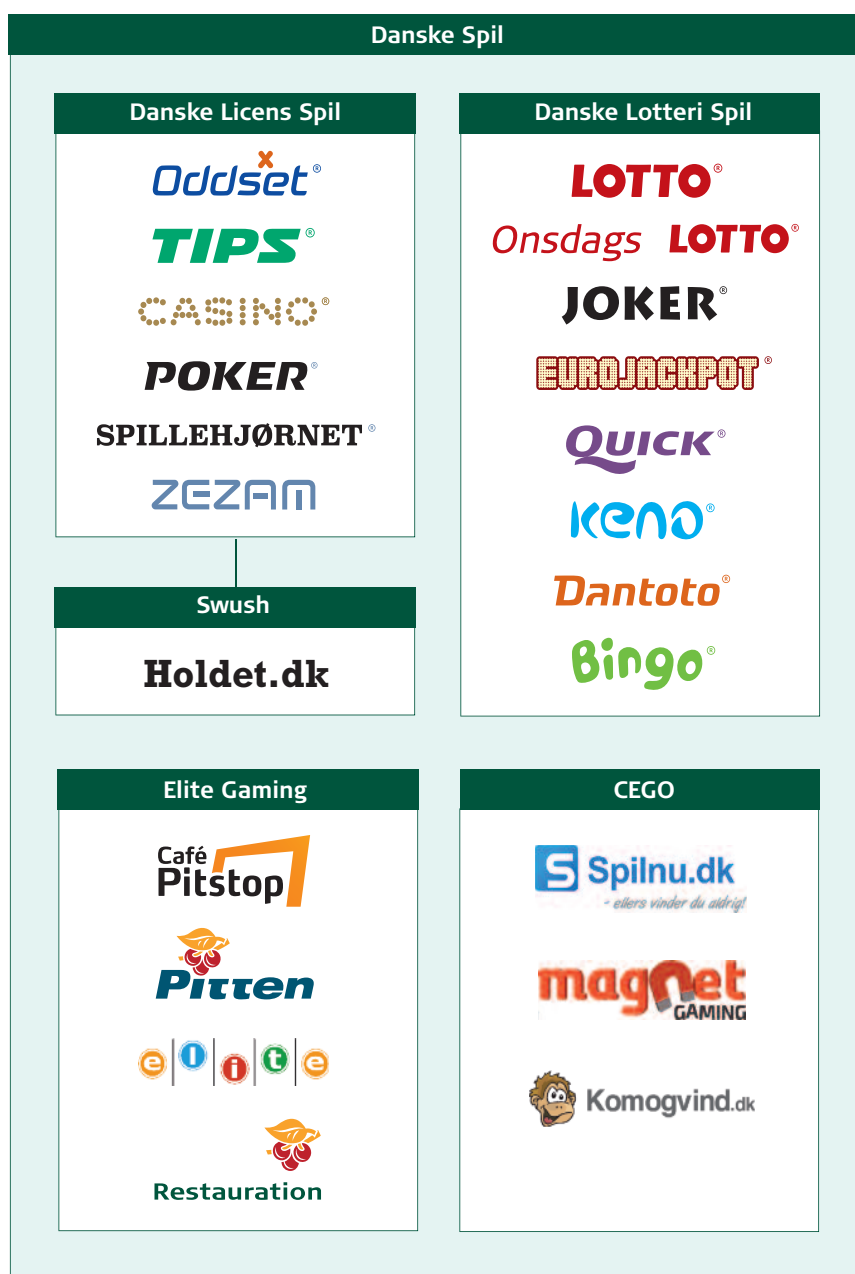 Danske Spil
Danske Licens Spil
Oddset®
TIPS®
CASINO®
POKER®
SPILLEHJØRNET®
ZEZAM
Swush
Holdet.dk
Danske Lotteri Spil
LOTTO®
Onsdags LOTTO®
JOKER®
EUROJACKPOT®
QUICK®
Keno®
Dantoto®
Bingo®
Elite Gaming
Café
Pitstop
Pitten
elite
Restauration
CEGO
S Spilnu.dk
- ellers vinder du aldrig!
magnet
GAMING
Komogvind.dk